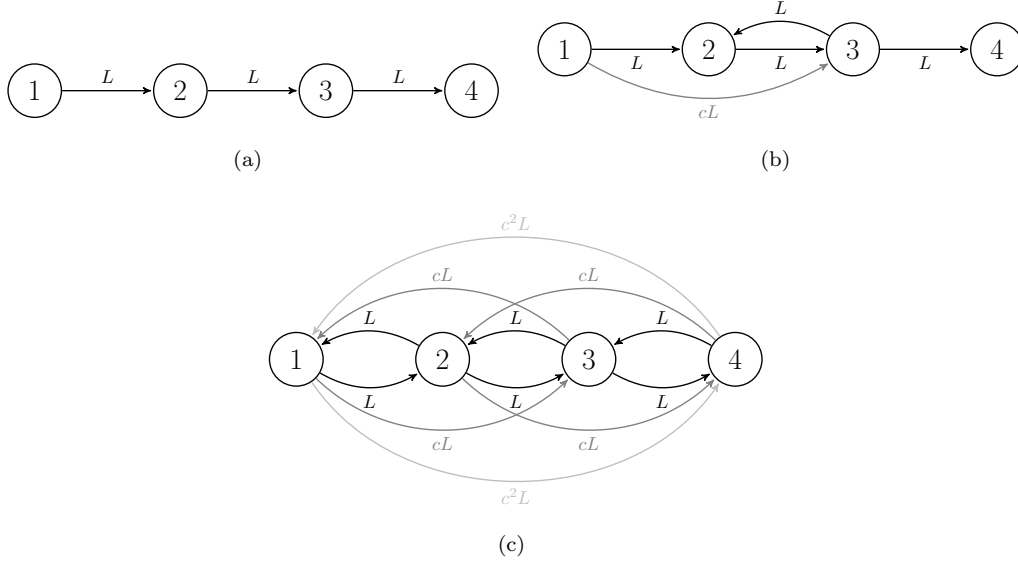 1 L 2 L 3 L 4
(a)
L
1 2 3 4
L L L
cL
(b)
c²L
cL cL
L L L
1 2 3 4
L L L
cL cL
c²L
(c)